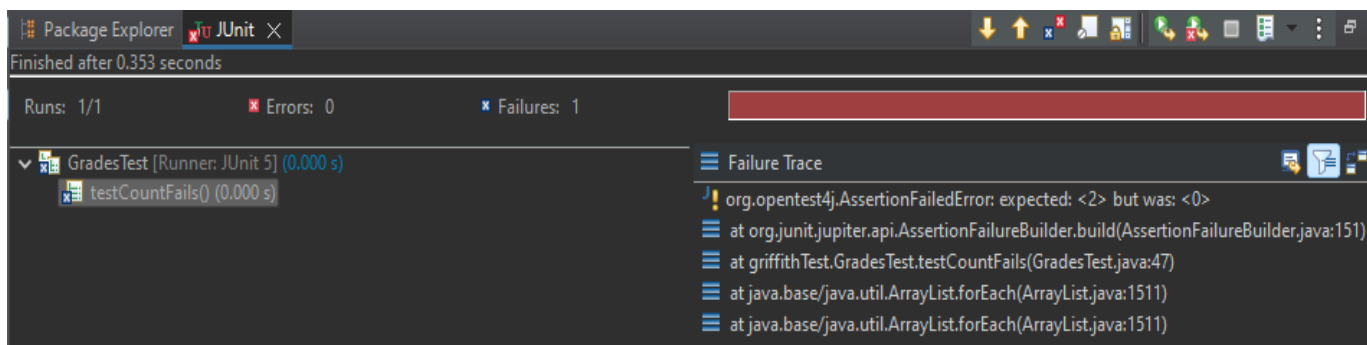 Package Explorer JUnit
Finished after 0.353 seconds
Runs: 1/1 Errors: 0 Failures: 1
GradesTest [Runner: JUnit 5] (0.000 s)
testCountFails() (0.000 s)
Failure Trace
org.opentest4j.AssertionFailedError: expected: <2> but was: <0>
at org.junit.jupiter.api.AssertionFailureBuilder.build(AssertionFailureBuilder.java:151)
at griffithTest.GradesTest.testCountFails(GradesTest.java:47)
at java.base/java.util.ArrayList.forEach(ArrayList.java:1511)
at java.base/java.util.ArrayList.forEach(ArrayList.java:1511)